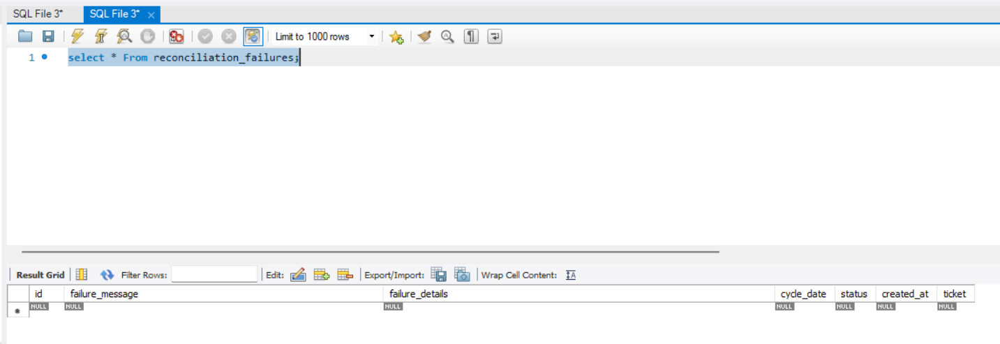 SQL File 3* SQL File 3* ×
Limit to 1000 rows
1 select * From reconciliation_failures;
Result Grid Filter Rows: Edit: Export/Import: Wrap Cell Content:
id failure_message failure_details cycle_date status created_at ticket
NULL NULL NULL NULL NULL NULL NULL